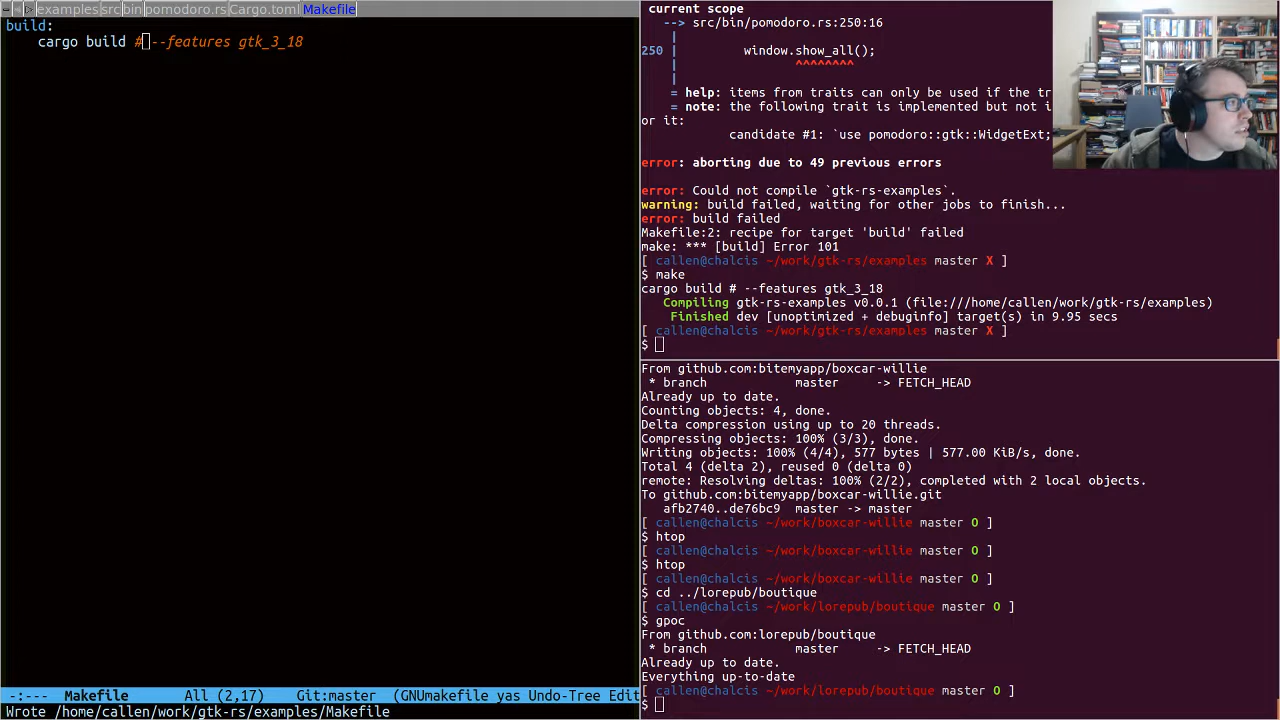 examples src bin pomodoro.rs Cargo.toml Makefile
build:
    cargo build # --features gtk_3_18
-:---  Makefile       All (2,17)    Git:master  (GNUmakefile yas Undo-Tree Edit
Wrote /home/callen/work/gtk-rs/examples/Makefile
current scope
--> src/bin/pomodoro.rs:250:16
|
250 |         window.show_all();
|                ^^^^^^^^
|
= help: items from traits can only be used if the tr
= note: the following trait is implemented but not i
or it:
candidate #1: `use pomodoro::gtk::WidgetExt;
error: aborting due to 49 previous errors
error: Could not compile `gtk-rs-examples`.
warning: build failed, waiting for other jobs to finish...
error: build failed
Makefile:2: recipe for target 'build' failed
make: *** [build] Error 101
[ callen@chalcis ~/work/gtk-rs/examples master X ]
$ make
cargo build # --features gtk_3_18
Compiling gtk-rs-examples v0.0.1 (file:///home/callen/work/gtk-rs/examples)
Finished dev [unoptimized + debuginfo] target(s) in 9.95 secs
[ callen@chalcis ~/work/gtk-rs/examples master X ]
$
From github.com:bitemyapp/boxcar-willie
* branch            master     -> FETCH_HEAD
Already up to date.
Counting objects: 4, done.
Delta compression using up to 20 threads.
Compressing objects: 100% (3/3), done.
Writing objects: 100% (4/4), 577 bytes | 577.00 KiB/s, done.
Total 4 (delta 2), reused 0 (delta 0)
remote: Resolving deltas: 100% (2/2), completed with 2 local objects.
To github.com:bitemyapp/boxcar-willie.git
afb2740..de76bc9  master -> master
[ callen@chalcis ~/work/boxcar-willie master O ]
$ htop
[ callen@chalcis ~/work/boxcar-willie master O ]
$ htop
[ callen@chalcis ~/work/boxcar-willie master O ]
$ cd ../lorepub/boutique
[ callen@chalcis ~/work/lorepub/boutique master O ]
$ gpoc
From github.com:lorepub/boutique
* branch            master     -> FETCH_HEAD
Already up to date.
Everything up-to-date
[ callen@chalcis ~/work/lorepub/boutique master O ]
$